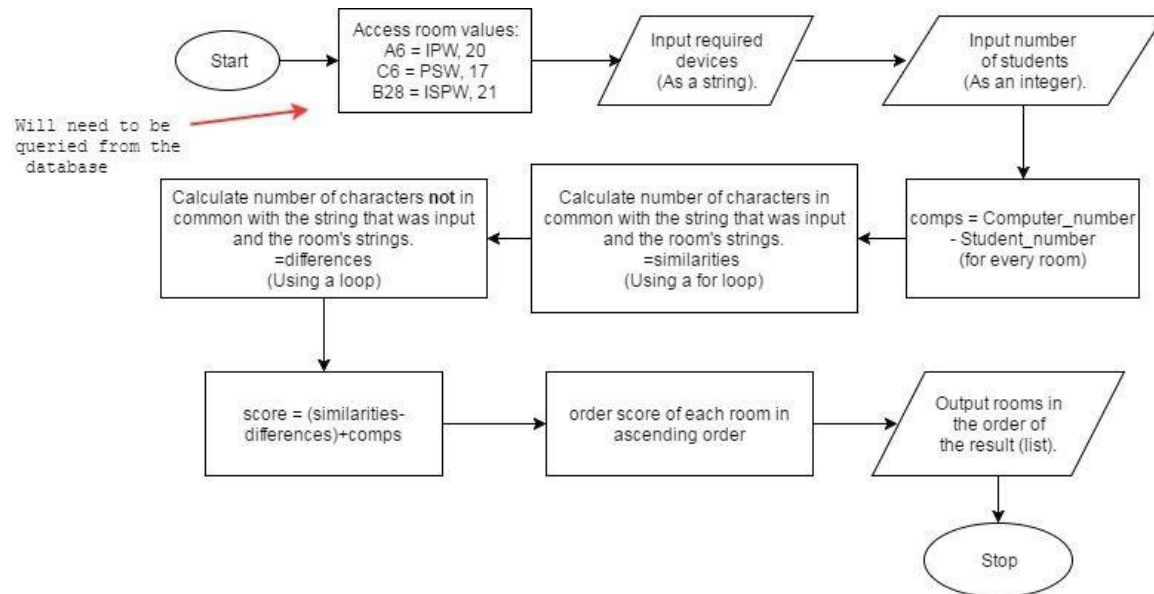 Start
Access room values:
A6 = IPW, 20
C6 = PSW, 17
B28 = ISPW, 21
Input required
devices
(As a string).
Input number
of students
(As an integer).
Will need to be
queried from the
database
comps = Computer_number
- Student_number
(for every room)
Calculate number of characters in
common with the string that was input
and the room's strings.
=similarities
(Using a for loop)
Calculate number of characters not in
common with the string that was input
and the room's strings.
=differences
(Using a loop)
score = (similarities-
differences)+comps
order score of each room in
ascending order
Output rooms in
the order of
the result (list).
Stop